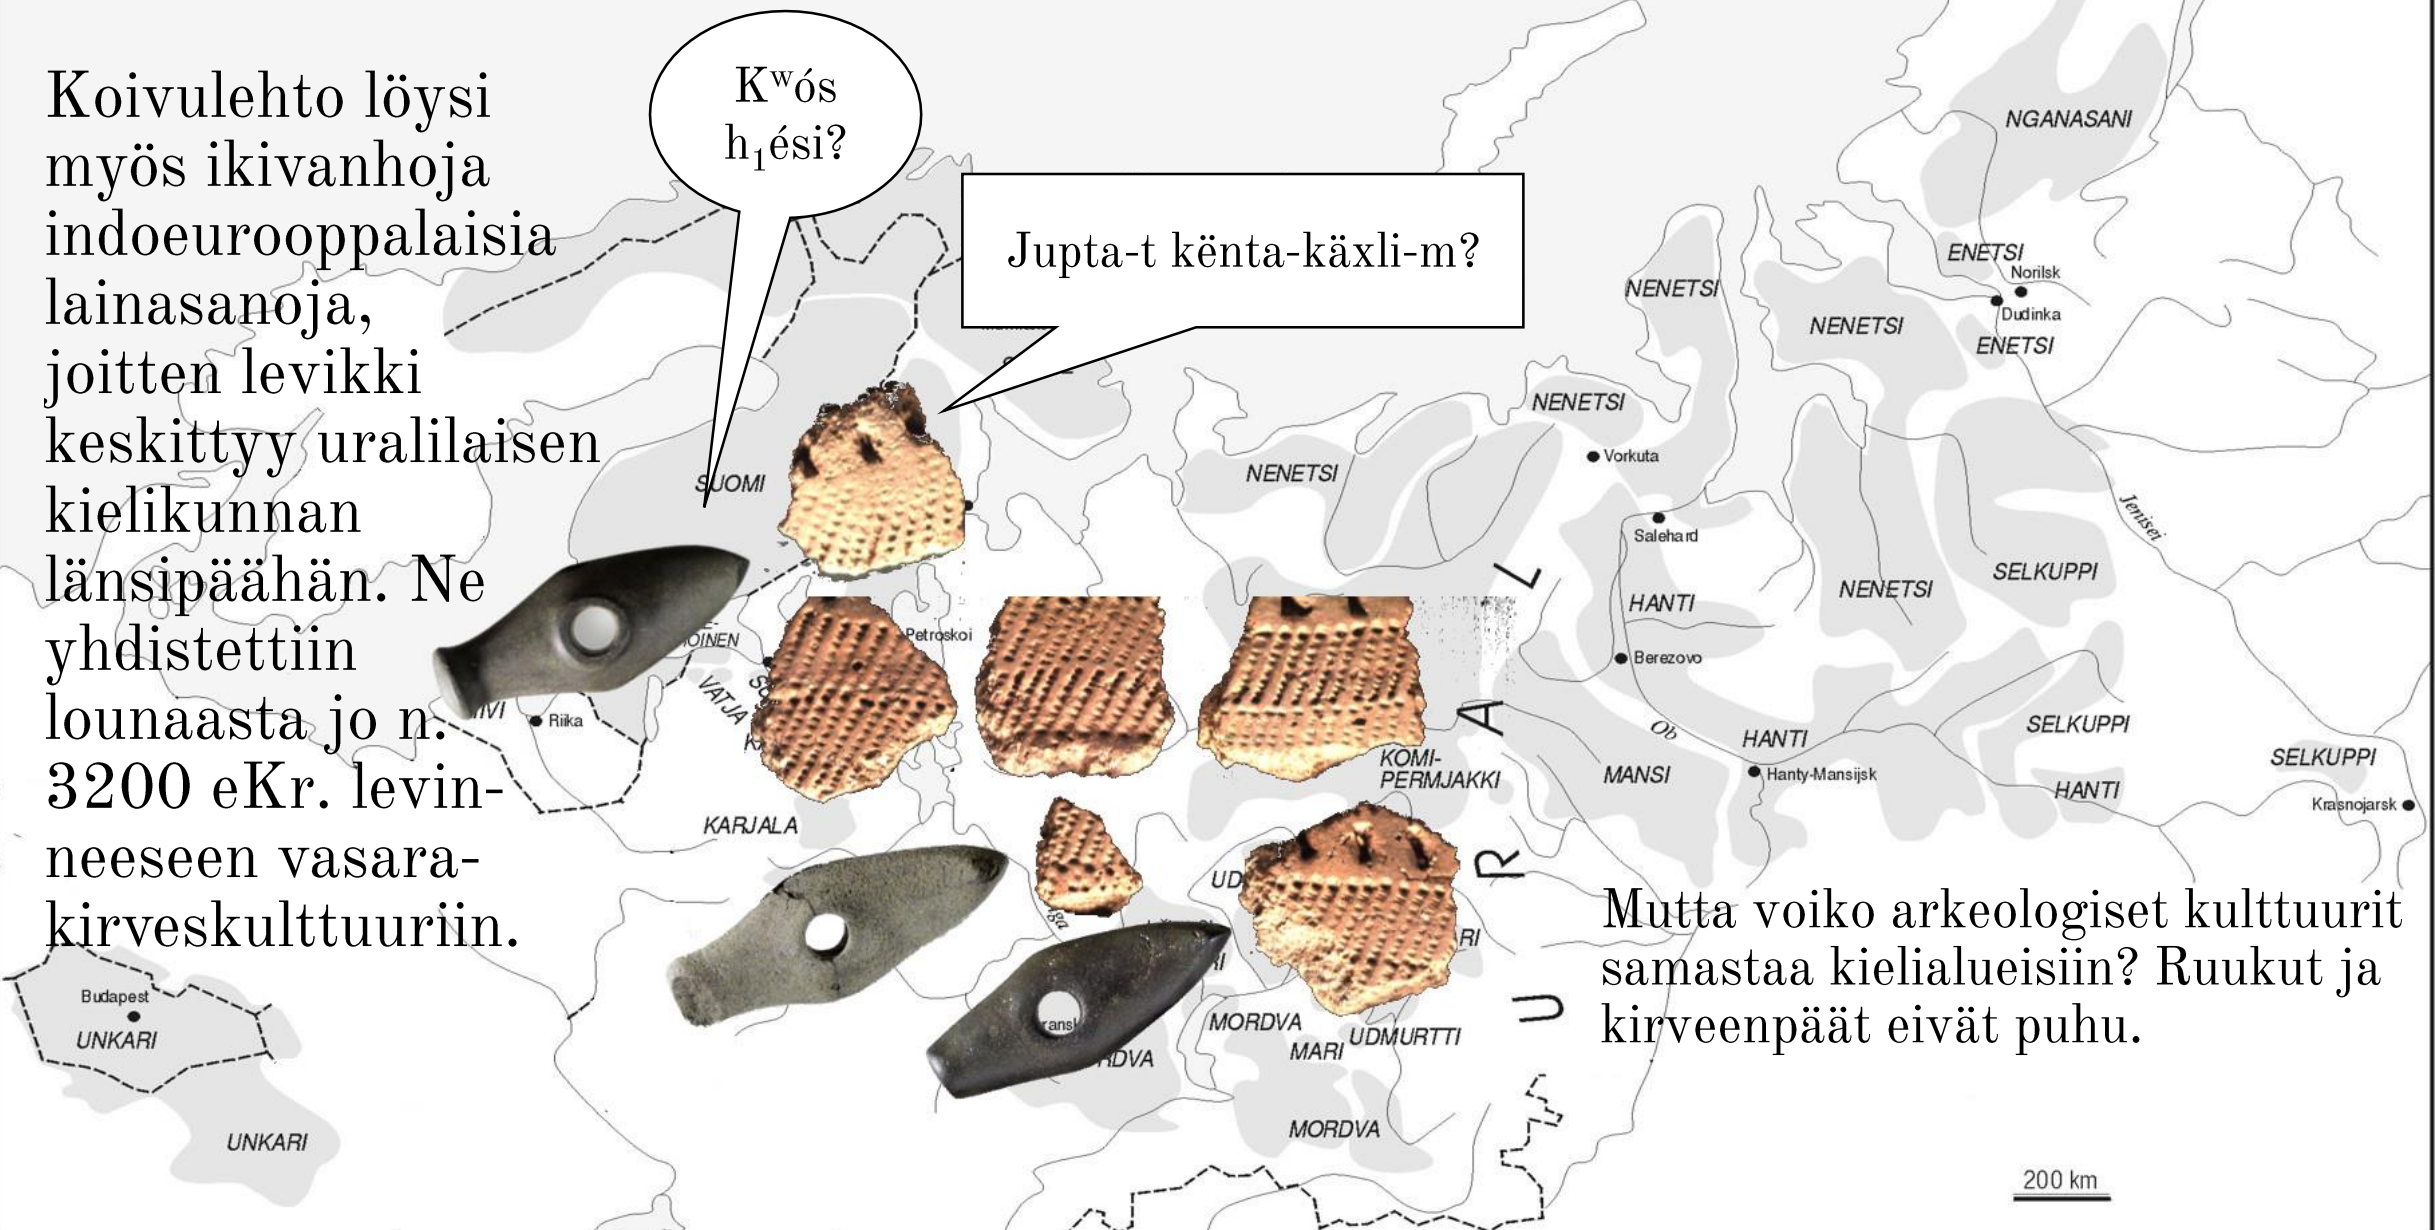 Koivulehto löysi
myös ikivanhoja
indoeurooppalaisia
lainasanoja,
joitten levikki
keskittyy uralilaisen
kielikunnan
länsipäähän. Ne
yhdistettiin
lounaasta jo n.
3200 eKr. levin-
neeseen vasara-
kirveskulttuuriin.
Kʷós
h₁ési?
Jupta-t kënta-käxli-m?
Mutta voiko arkeologiset kulttuurit
samastaa kielialueisiin? Ruukut ja
kirveenpäät eivät puhu.
NGANASANI
ENETSI
Norilsk
Dudinka
ENETSI
NENETSI
NENETSI
NENETSI
NENETSI
Vorkuta
SUOMI
Jenisei
Salehard
SELKUPPI
NENETSI
HANTI
Petroskoi
Berezovo
VATJA
Riika
Ob
HANTI
SELKUPPI
SELKUPPI
KOMI-
PERMJAKKI
MANSI
Hanty-Mansijsk
HANTI
Krasnojarsk
KARJALA
URAL
Budapest
UNKARI
MORDVA
UDMURTTI
MARI
MORDVA
UNKARI
200 km